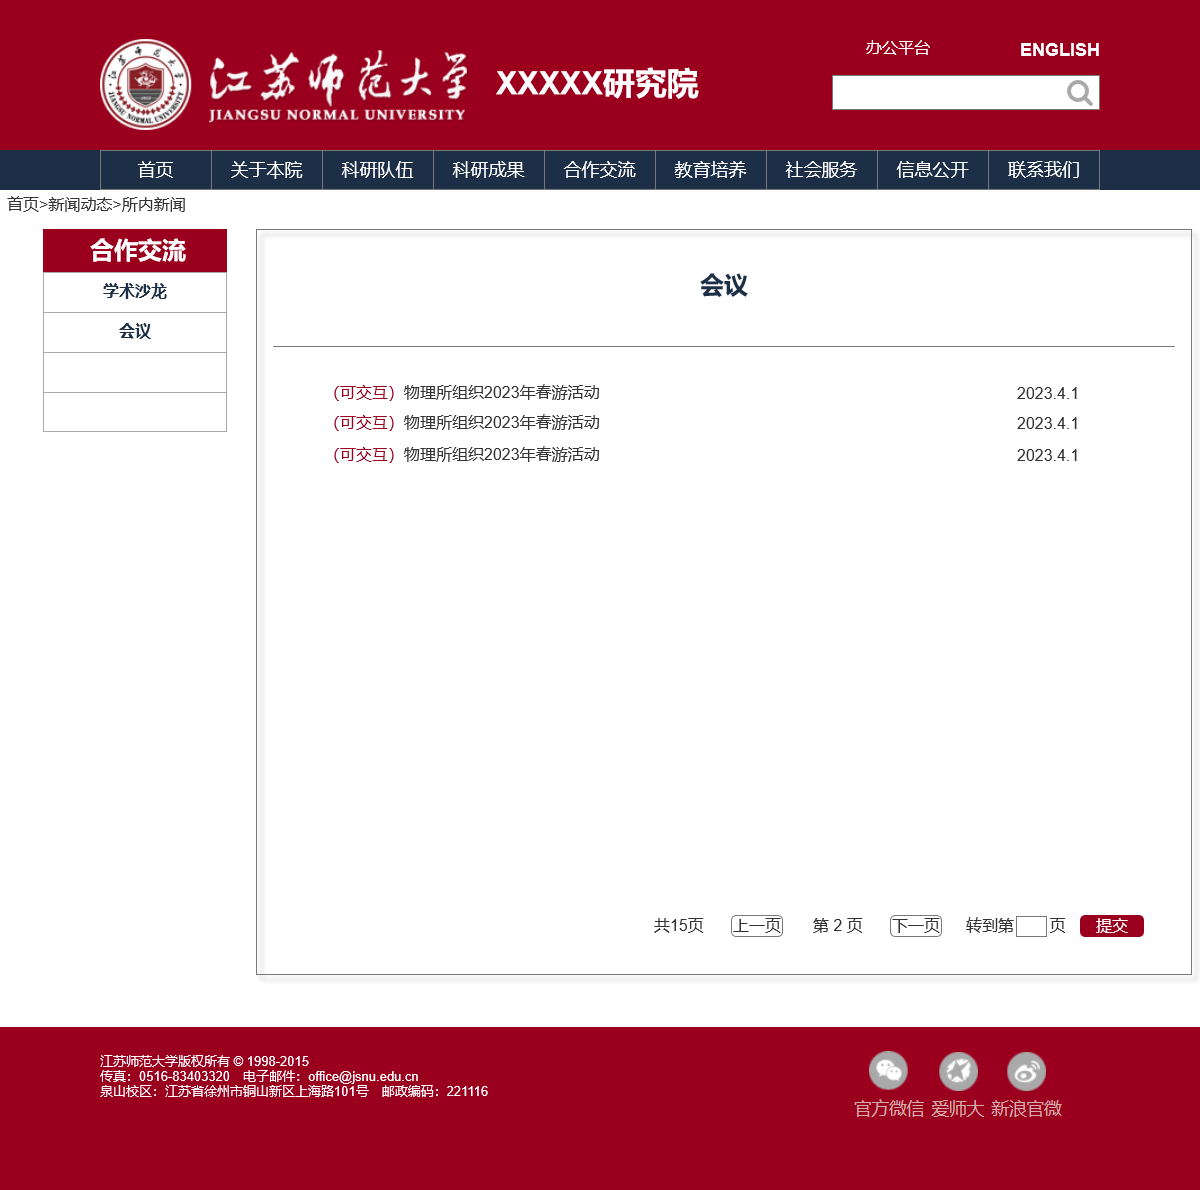 办公平台 ENGLISH
江苏师范大学
JIANGSU NORMAL UNIVERSITY
XXXXX研究院
首页 关于本院 科研队伍 科研成果 合作交流 教育培养 社会服务 信息公开 联系我们
首页>新闻动态>所内新闻
合作交流
学术沙龙
会议
会议
(可交互) 物理所组织2023年春游活动 2023.4.1
(可交互) 物理所组织2023年春游活动 2023.4.1
(可交互) 物理所组织2023年春游活动 2023.4.1
共15页 上一页 第 2 页 下一页 转到第 页 提交
江苏师范大学版权所有 © 1998-2015
传真：0516-83403320 电子邮件：office@jsnu.edu.cn
泉山校区：江苏省徐州市铜山新区上海路101号 邮政编码：221116
官方微信 爱师大 新浪官微